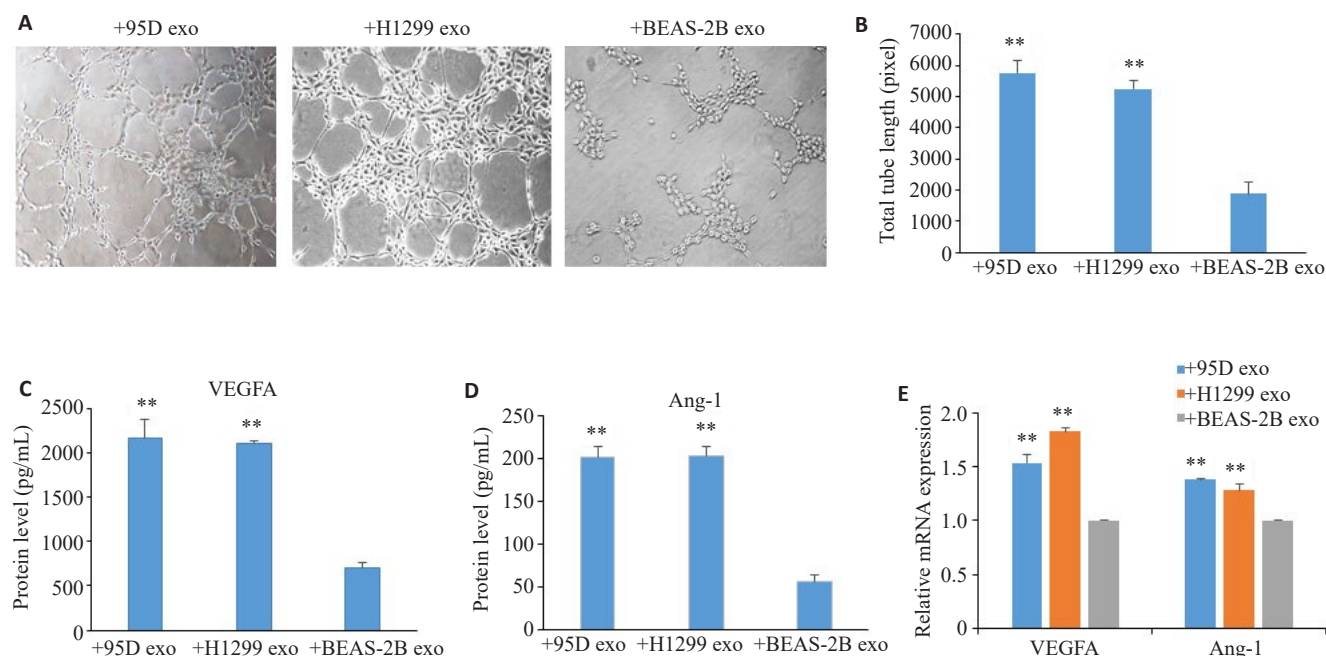 A
+95D exo
+H1299 exo
+BEAS-2B exo
B
Total tube length (pixel)
7000
6000
5000
4000
3000
2000
1000
0
**
**
+95D exo
+H1299 exo
+BEAS-2B exo
C
VEGFA
Protein level (pg/mL)
2500
2000
1500
1000
500
0
**
**
+95D exo
+H1299 exo
+BEAS-2B exo
D
Ang-1
Protein level (pg/mL)
250
200
150
100
50
0
**
**
+95D exo
+H1299 exo
+BEAS-2B exo
E
+95D exo
+H1299 exo
+BEAS-2B exo
Relative mRNA expression
2.0
1.5
1.0
0.5
0
**
**
**
**
VEGFA
Ang-1